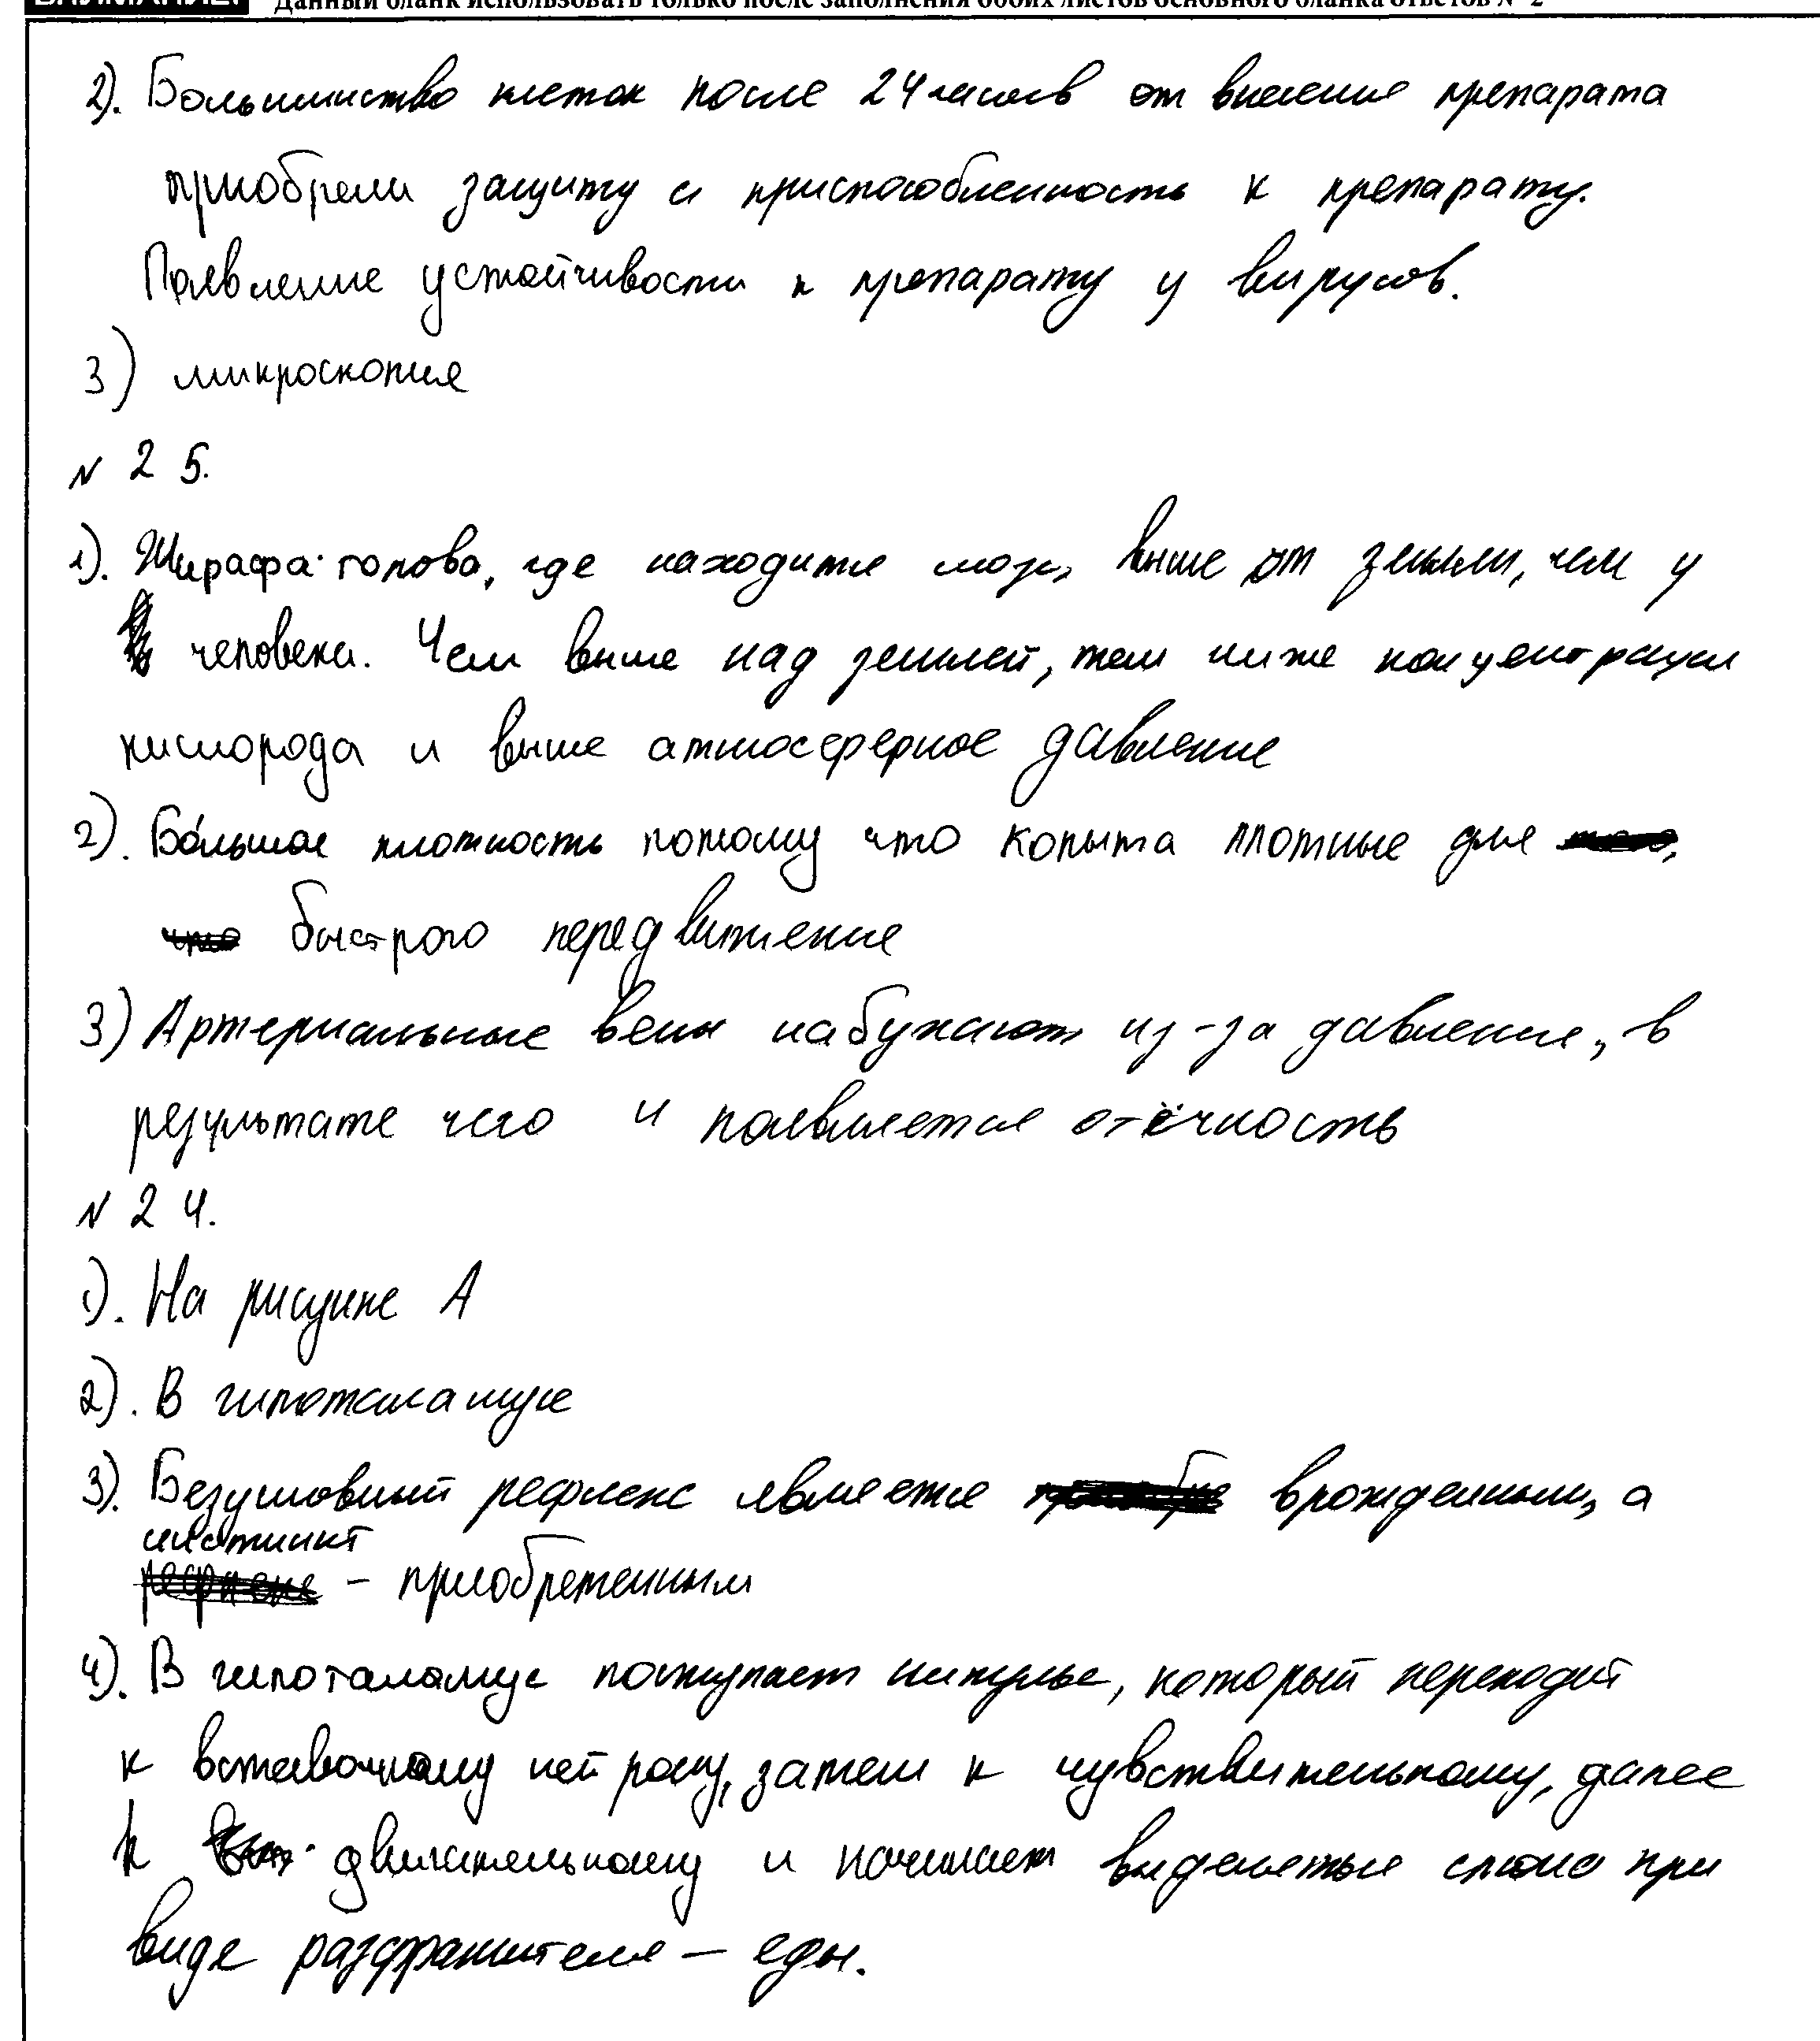 Данный бланк использовать только после заполнения обоих листов основного бланка ответов № 2
2). Большинство клеток после 24 часов от внесения препарата
приобрели защиту и приспособленность к препарату.
Появление устойчивости к препарату у вирусов.
3) микроскопия
N 25.
1). Жирафа голова, где находится мозг, выше от земли, чем у
человека. Чем выше над землей, тем ниже концентрация
кислорода и выше атмосферное давление
2). Бо́льшая плотность потому что копыта плотные для
быстрого передвижения
3) Артериальные вены набухают из-за давления, в
результате чего и появляется отёчность
N 24.
1). На рисунке А
2). В гипоталамусе
3). Безусловный рефлекс является врожденным, а
инстинкт
– приобретенным
4). В гипоталамус поступает импульс, который переходит
к вставочному нейрону, затем к чувствительному, далее
к двигательному и начинает выделяться слюна при
виде раздражителя – еды.